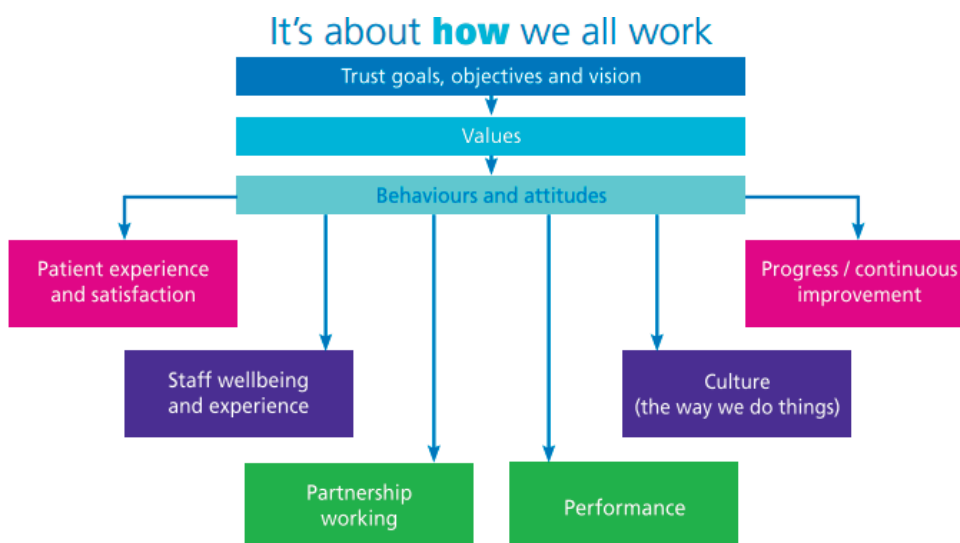 It's about how we all work
Trust goals, objectives and vision
Values
Behaviours and attitudes
Patient experience
and satisfaction
Progress / continuous
improvement
Staff wellbeing
and experience
Culture
(the way we do things)
Partnership
working
Performance